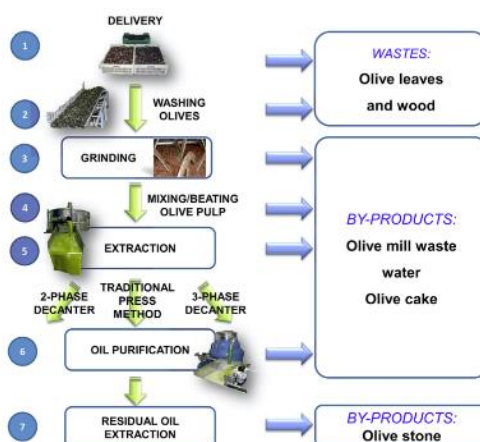 DELIVERY
1
WASTES:
Olive leaves
and wood
2
WASHING
OLIVES
3
GRINDING
4
MIXING/BEATING
OLIVE PULP
5
EXTRACTION
BY-PRODUCTS:
Olive mill waste
water
Olive cake
2-PHASE
DECANTER
TRADITIONAL
PRESS
METHOD
3-PHASE
DECANTER
6
OIL PURIFICATION
7
RESIDUAL OIL
EXTRACTION
BY-PRODUCTS:
Olive stone